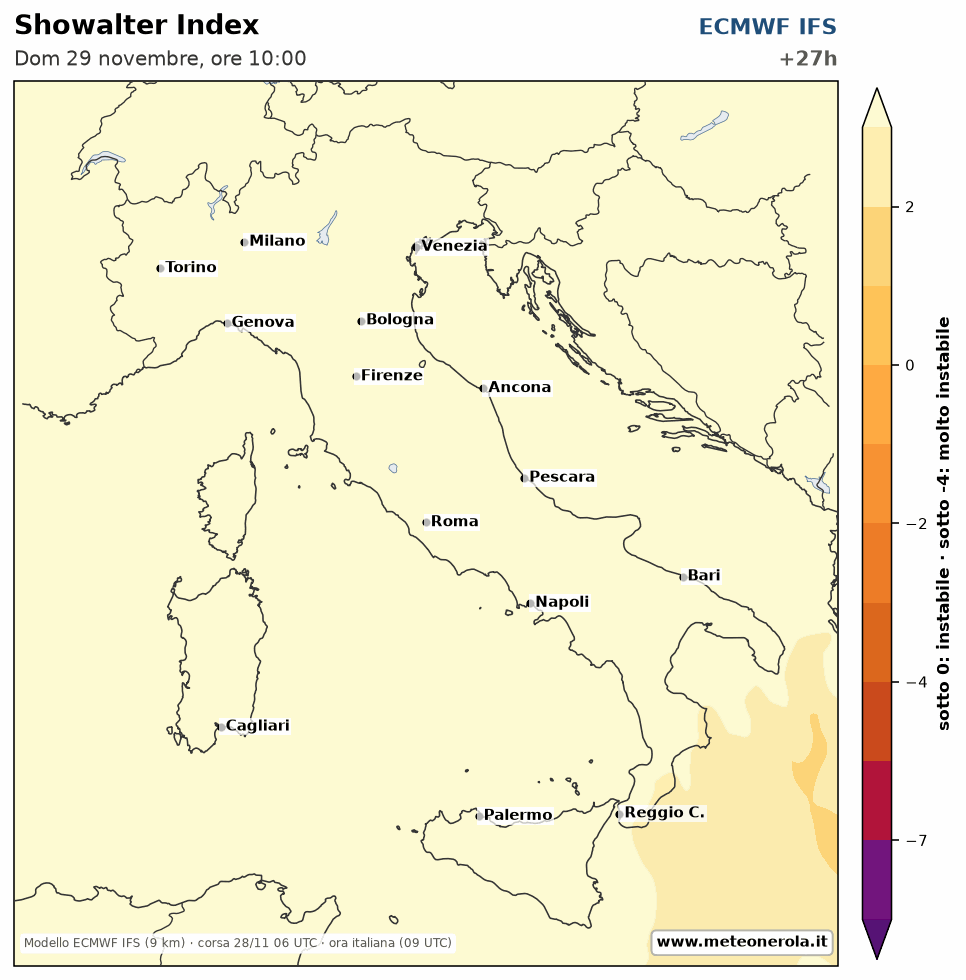 Showalter Index
ECMWF IFS
Dom 29 novembre, ore 10:00
+27h
Milano
Venezia
Torino
Genova
Bologna
Firenze
Ancona
Pescara
Roma
Bari
Napoli
Cagliari
Palermo
Reggio C.
2
0
−2
−4
−7
sotto 0: instabile · sotto -4: molto instabile
Modello ECMWF IFS (9 km) · corsa 28/11 06 UTC · ora italiana (09 UTC)
www.meteonerola.it